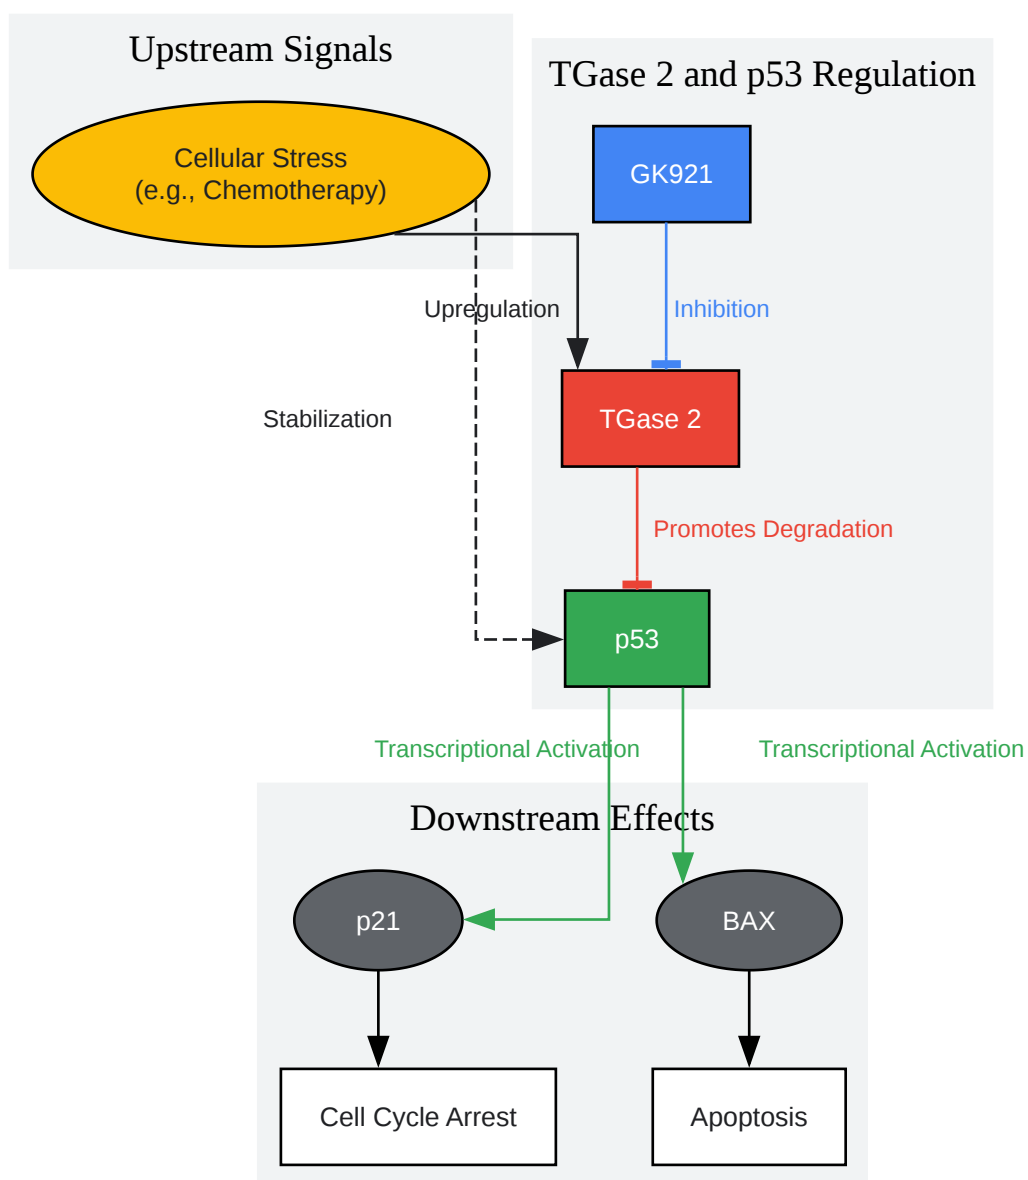 Upstream Signals
Cellular Stress
(e.g., Chemotherapy)
TGase 2 and p53 Regulation
GK921
Upregulation
Inhibition
Stabilization
TGase 2
Promotes Degradation
p53
Transcriptional Activation
Transcriptional Activation
Downstream Effects
p21
BAX
Cell Cycle Arrest
Apoptosis